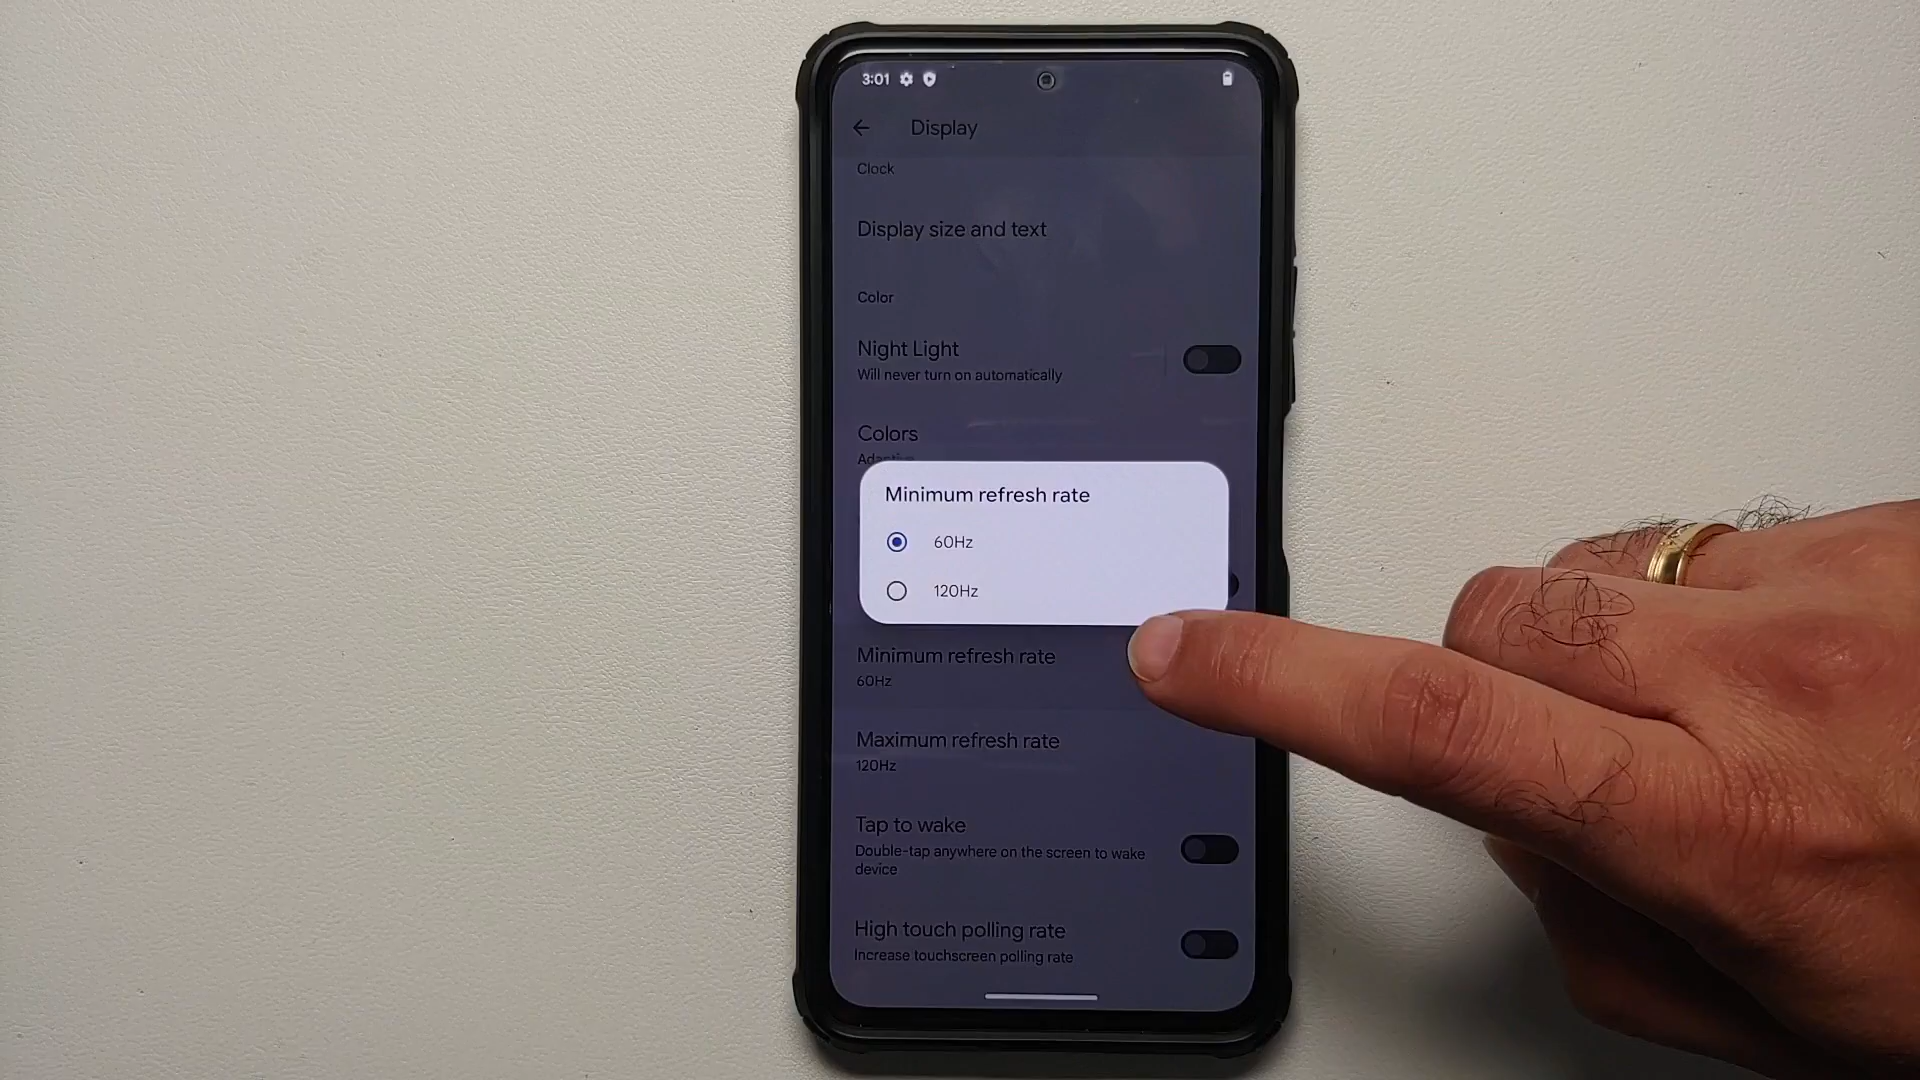 3:01
Display
Clock
Display size and text
Color
Night Light
Will never turn on automatically
Colors
Adaptive
Minimum refresh rate
60Hz
120Hz
Minimum refresh rate
60Hz
Maximum refresh rate
120Hz
Tap to wake
Double-tap anywhere on the screen to wake
device
High touch polling rate
Increase touchscreen polling rate